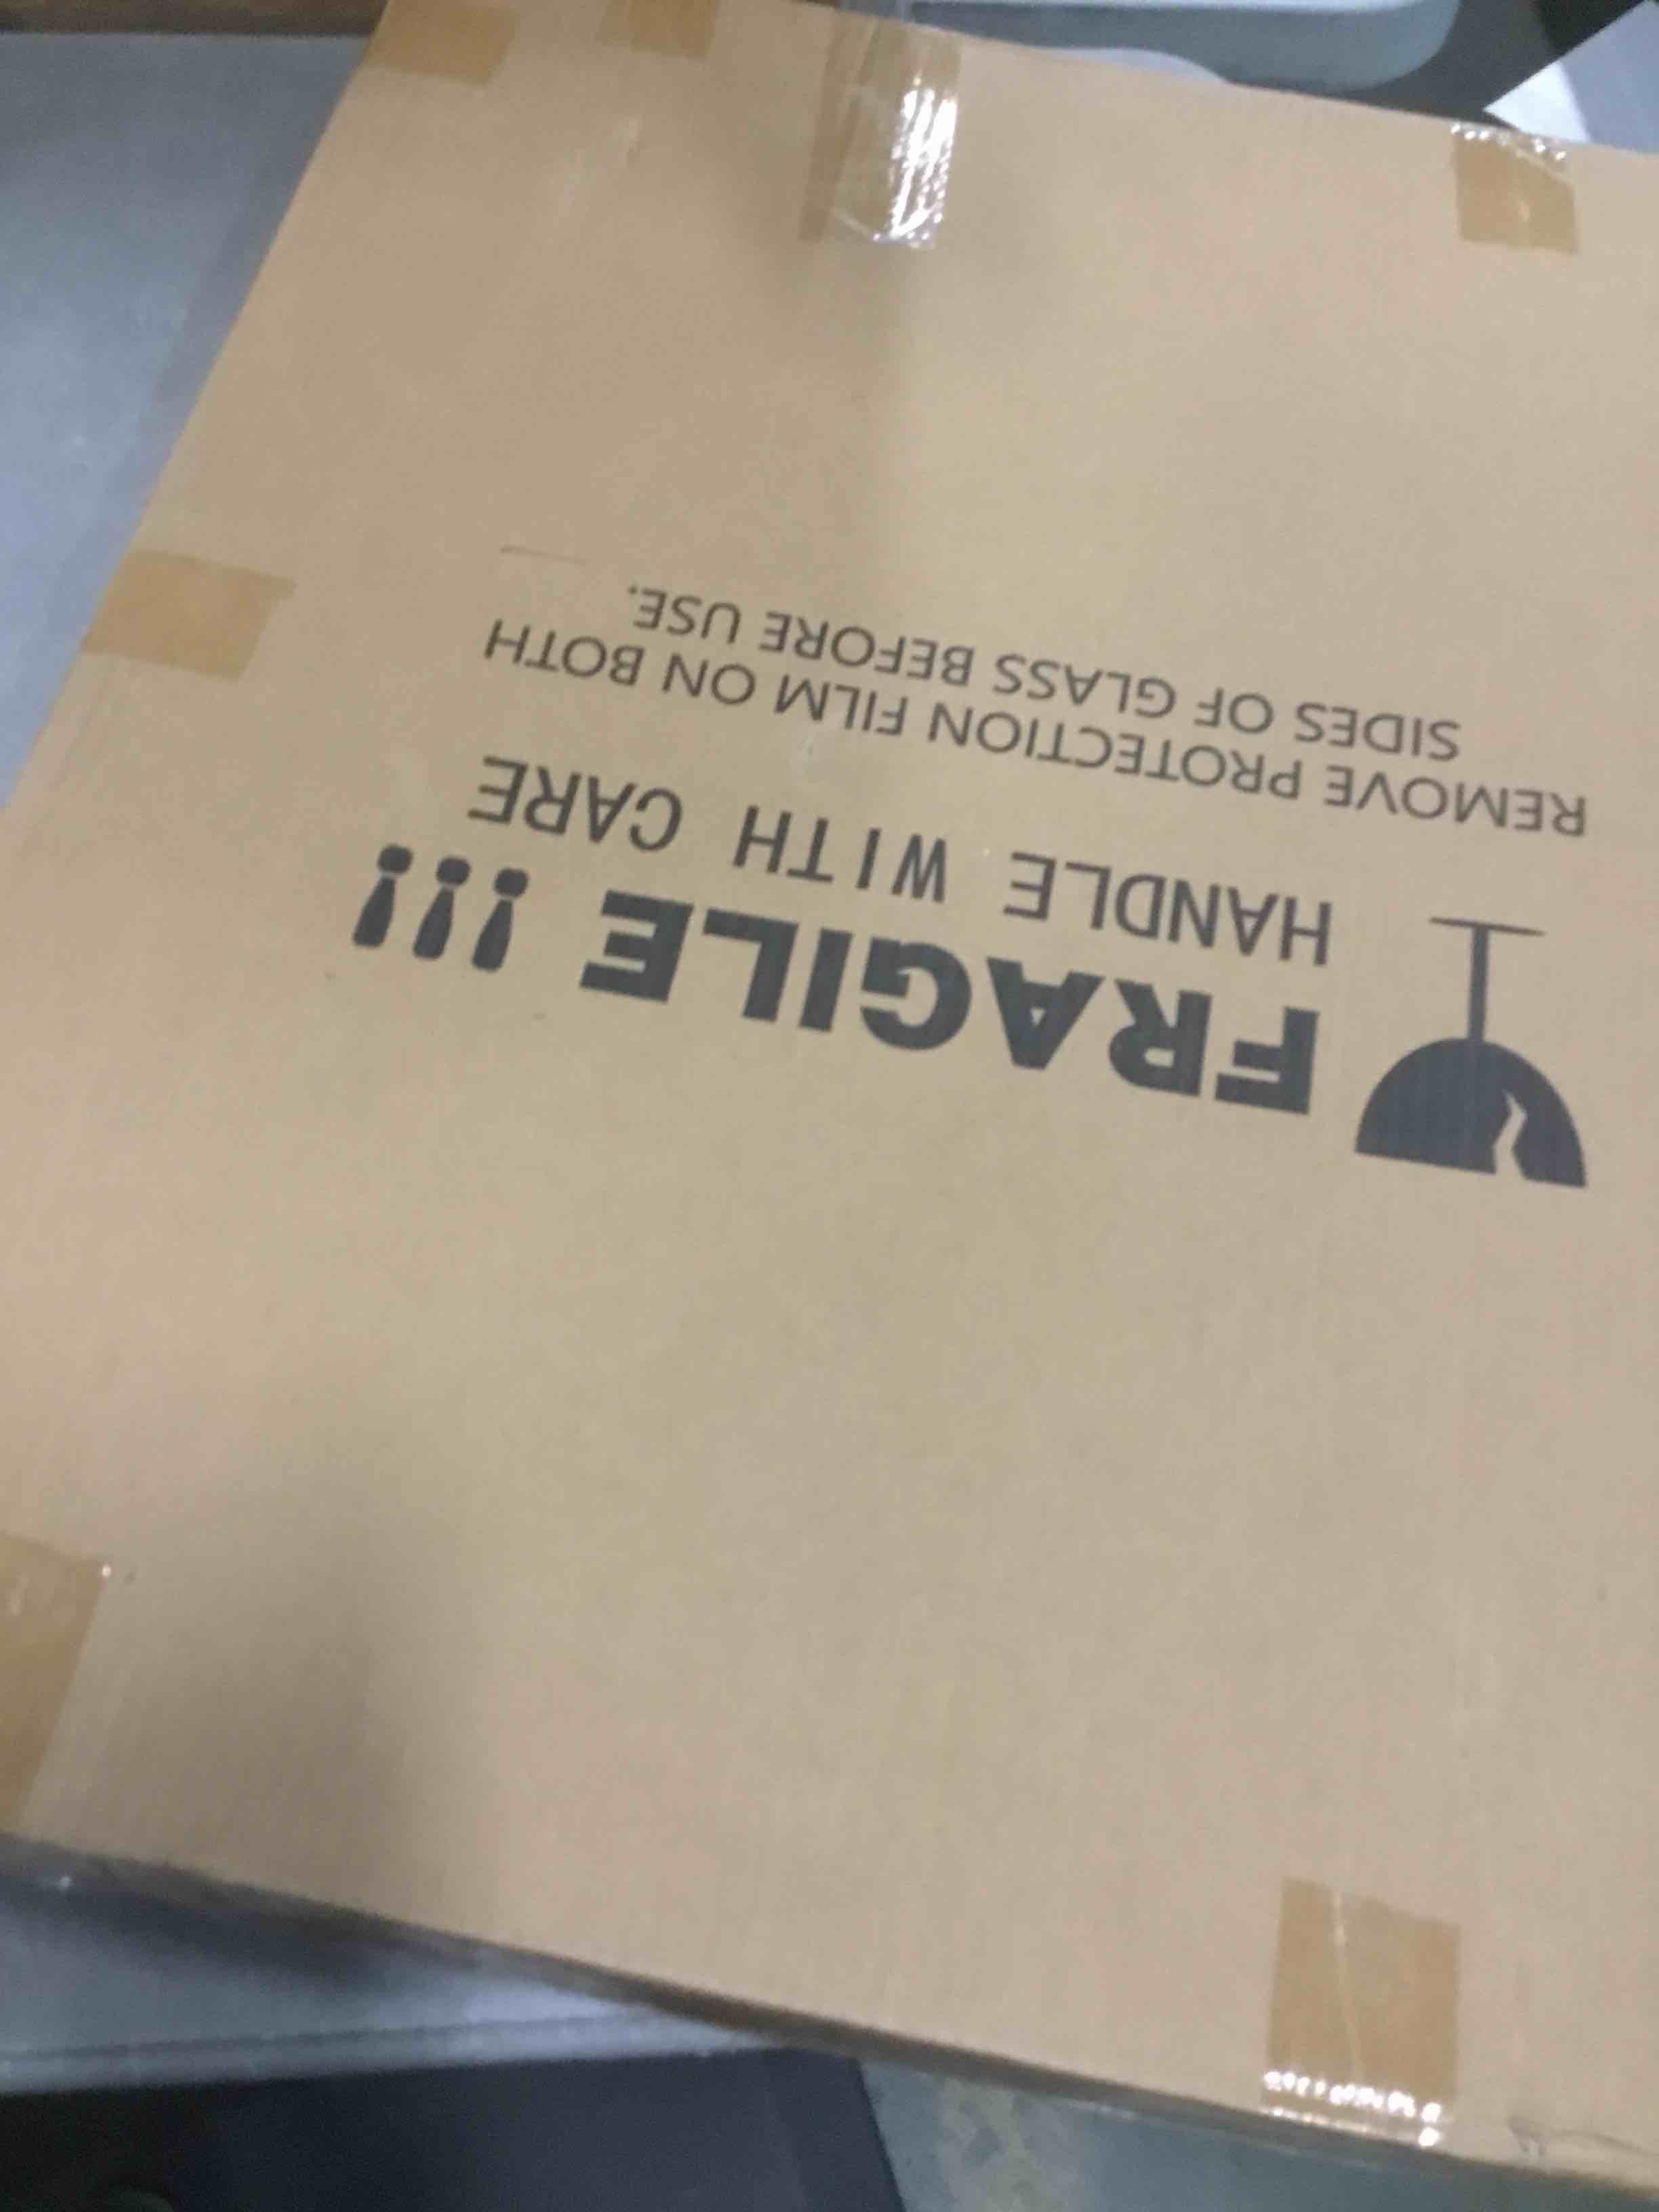 FRAGILE !!!
HANDLE WITH CARE
REMOVE PROTECTION FILM ON BOTH
SIDES OF GLASS BEFORE USE.